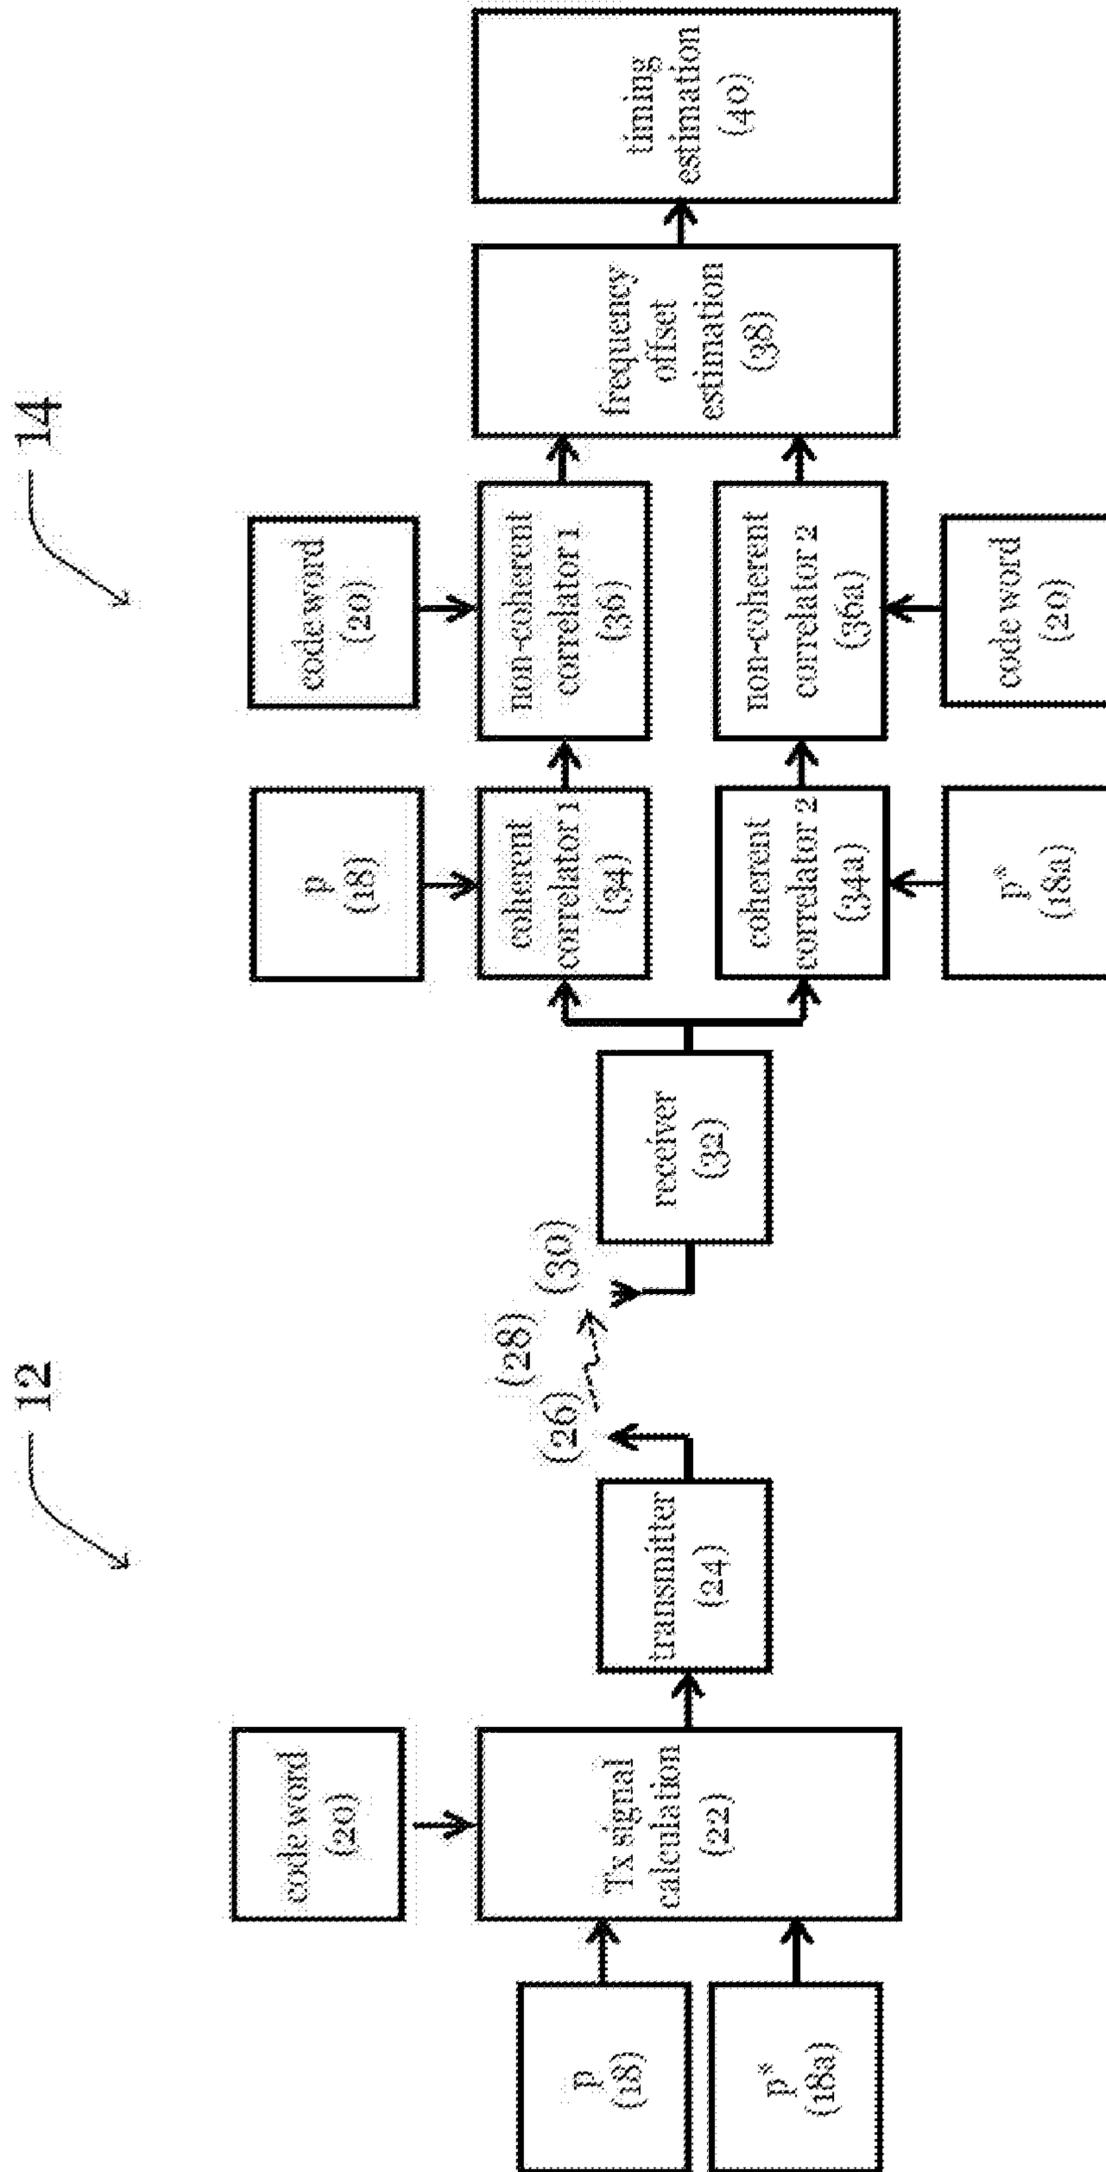 12
14
code word
(20)
p
(18)
p*
(18a)
Tx signal
calculation
(22)
transmitter
(24)
(26)
(28)
(30)
receiver
(32)
p
(18)
code word
(20)
coherent
correlator 1
(34)
non-coherent
correlator 1
(36)
coherent
correlator 2
(34a)
non-coherent
correlator 2
(36a)
p*
(18a)
code word
(20)
frequency
offset
estimation
(38)
timing
estimation
(40)